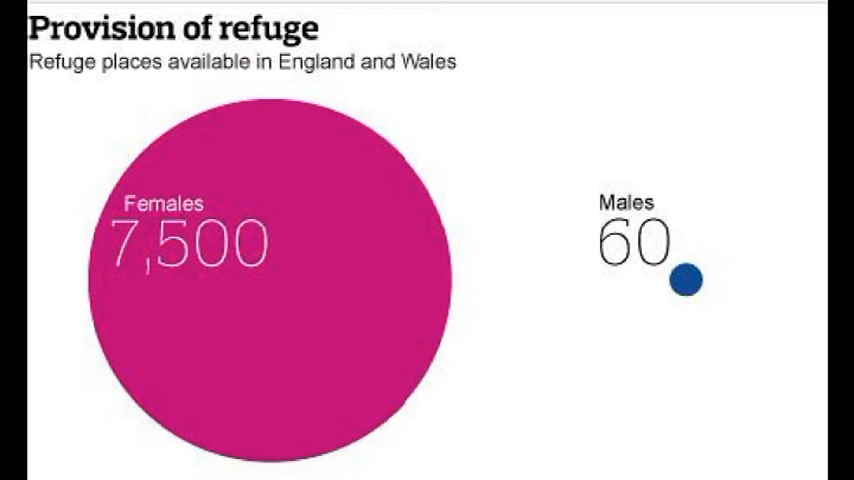 Provision of refuge
Refuge places available in England and Wales
Females
7,500
Males
60